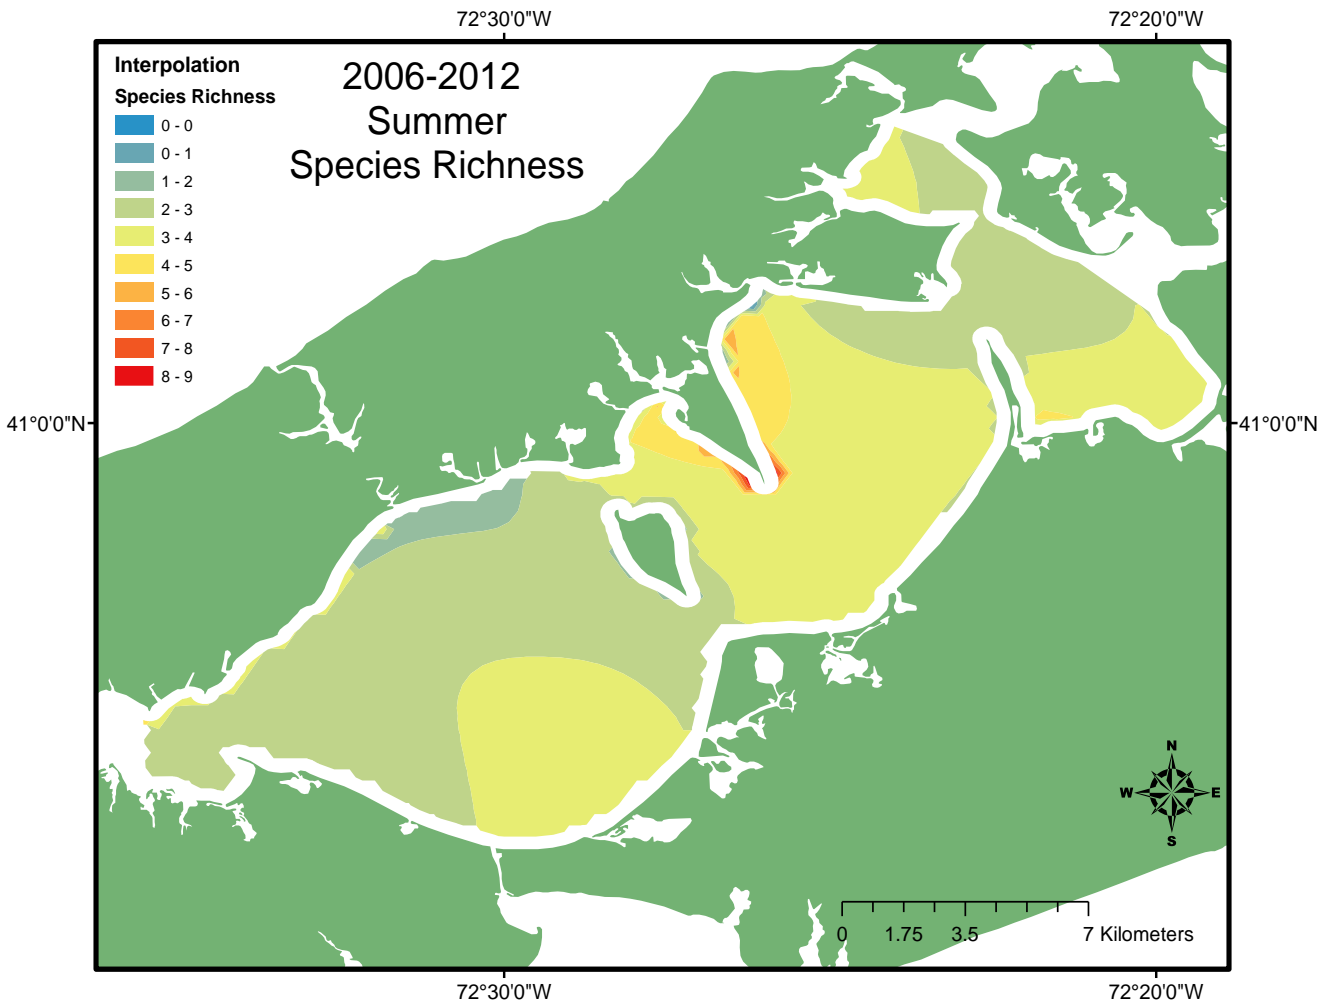 72°30'0"W
72°20'0"W
Interpolation
Species Richness
0 - 0
0 - 1
1 - 2
2 - 3
3 - 4
4 - 5
5 - 6
6 - 7
7 - 8
8 - 9
2006-2012
Summer
Species Richness
41°0'0"N
41°0'0"N
N
W
E
S
0
1.75
3.5
7 Kilometers
72°30'0"W
72°20'0"W